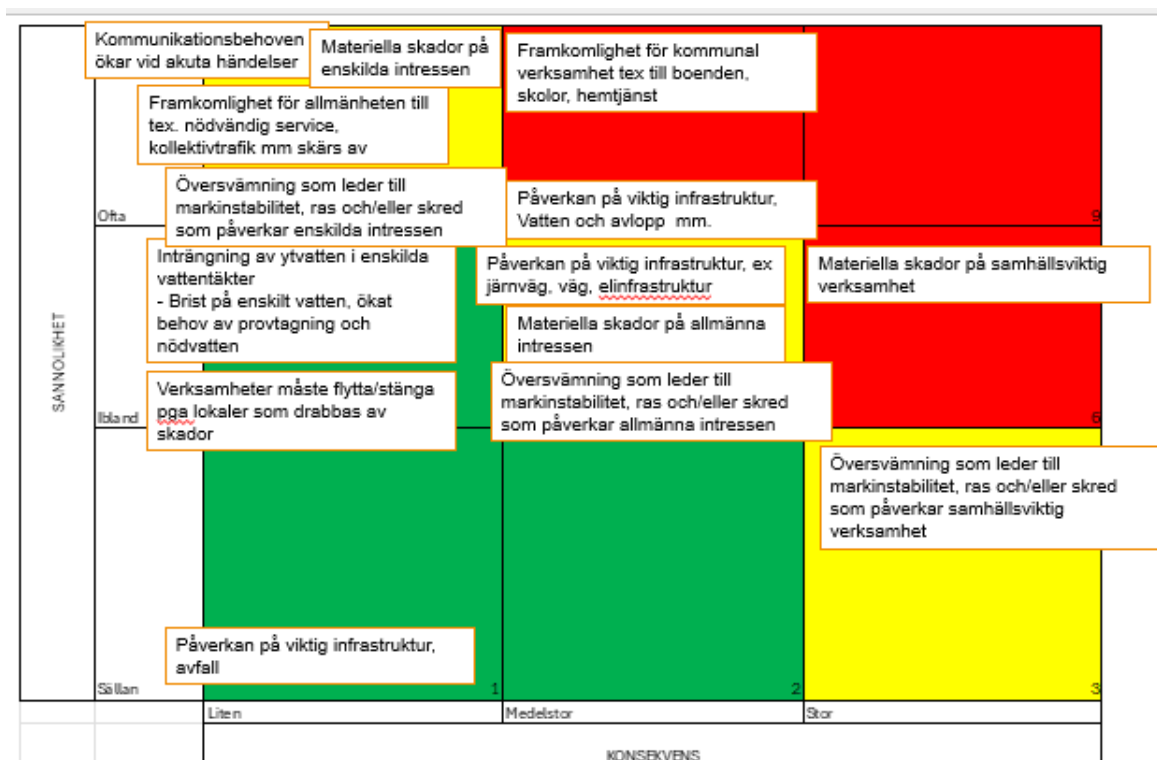 Kommunikationsbehoven
ökar vid akuta händelser
Materiella skador på
enskilda intressen
Framkomlighet för kommunal
verksamhet tex till boenden,
skolor, hemtjänst
Framkomlighet för allmänheten till
tex. nödvändig service,
kollektivtrafik mm skärs av
Översvämning som leder till
markinstabilitet, ras och/eller skred
som påverkar enskilda intressen
Påverkan på viktig infrastruktur,
Vatten och avlopp mm.
Ofta
9
Inträngning av ytvatten i enskilda
vattentäkter
- Brist på enskilt vatten, ökat
behov av provtagning och
nödvatten
Påverkan på viktig infrastruktur, ex
järnväg, väg, elinfrastruktur
Materiella skador på samhällsviktig
verksamhet
Materiella skador på allmänna
intressen
SANNOLIKHET
Verksamheter måste flytta/stänga
pga lokaler som drabbas av
skador
Översvämning som leder till
markinstabilitet, ras och/eller skred
som påverkar allmänna intressen
Ibland
6
Översvämning som leder till
markinstabilitet, ras och/eller skred
som påverkar samhällsviktig
verksamhet
Påverkan på viktig infrastruktur,
avfall
Sällan
1
2
3
Liten
Medelstor
Stor
KONSEKVENS